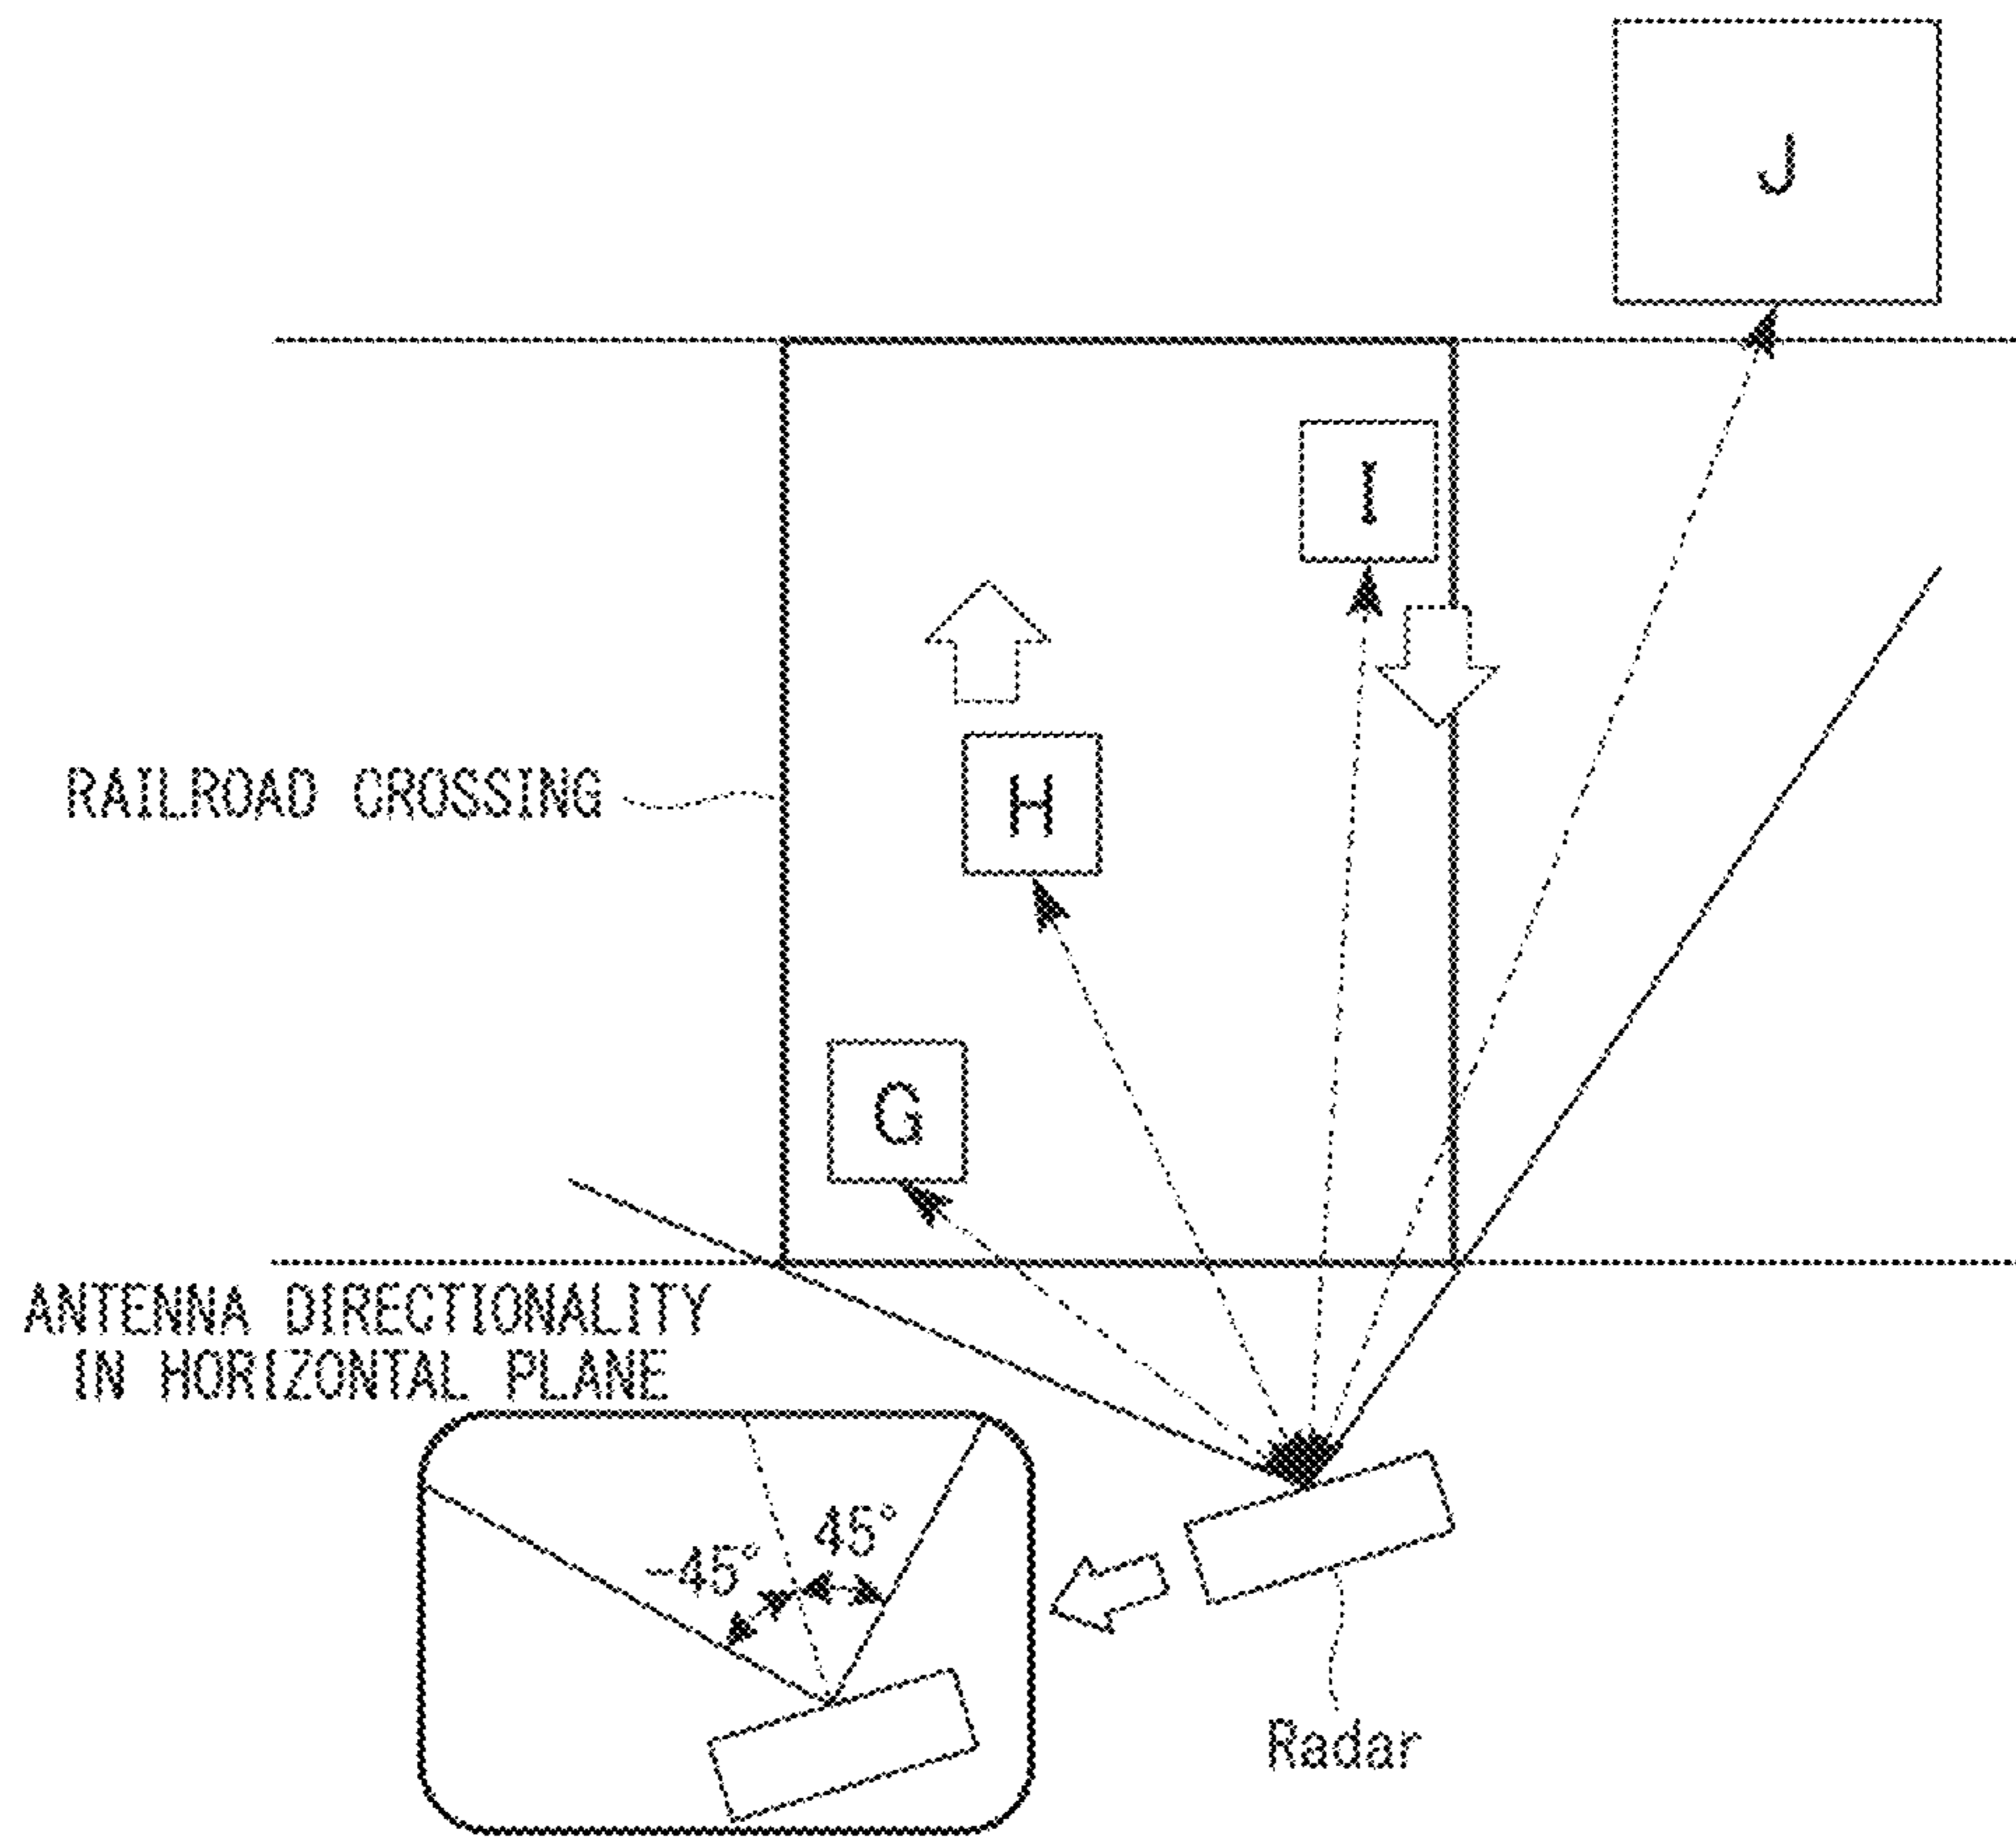 J
I
RAILROAD CROSSING
H
G
ANTENNA DIRECTIONALITY
IN HORIZONTAL PLANE
-45°
45°
Radar